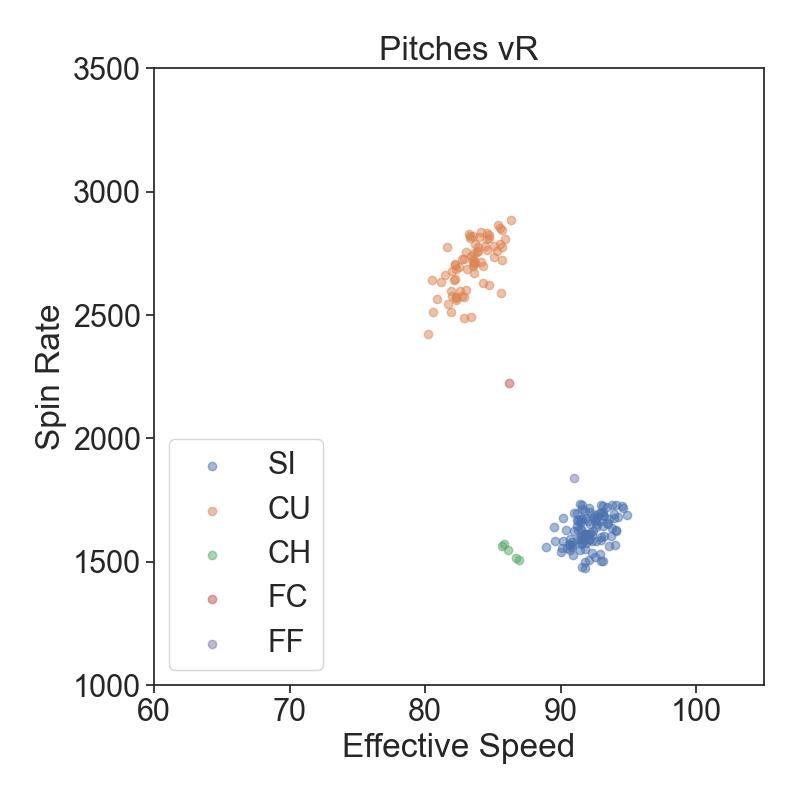 Pitches vR
3500
3000
2500
2000
1500
1000
Spin Rate
SI
CU
CH
FC
FF
60 70 80 90 100
Effective Speed